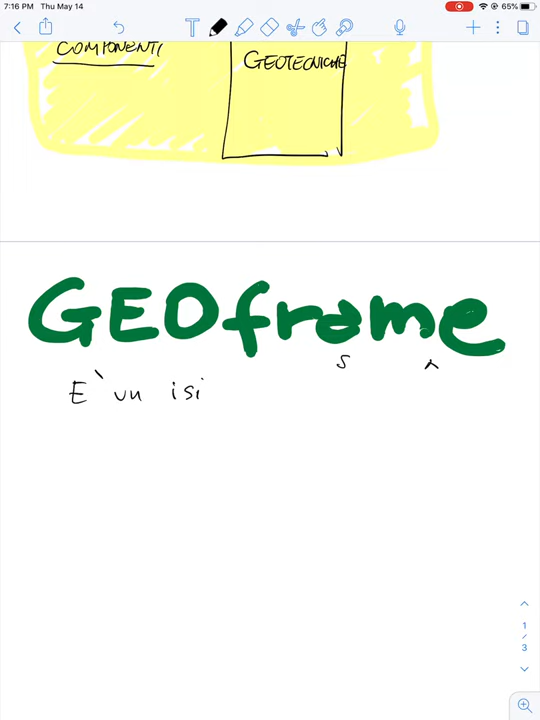 7:16 PM Thu May 14
65%
COMPONENTI
GEOTECNICHE
GEOframe
s
E` un isi
1
/
3